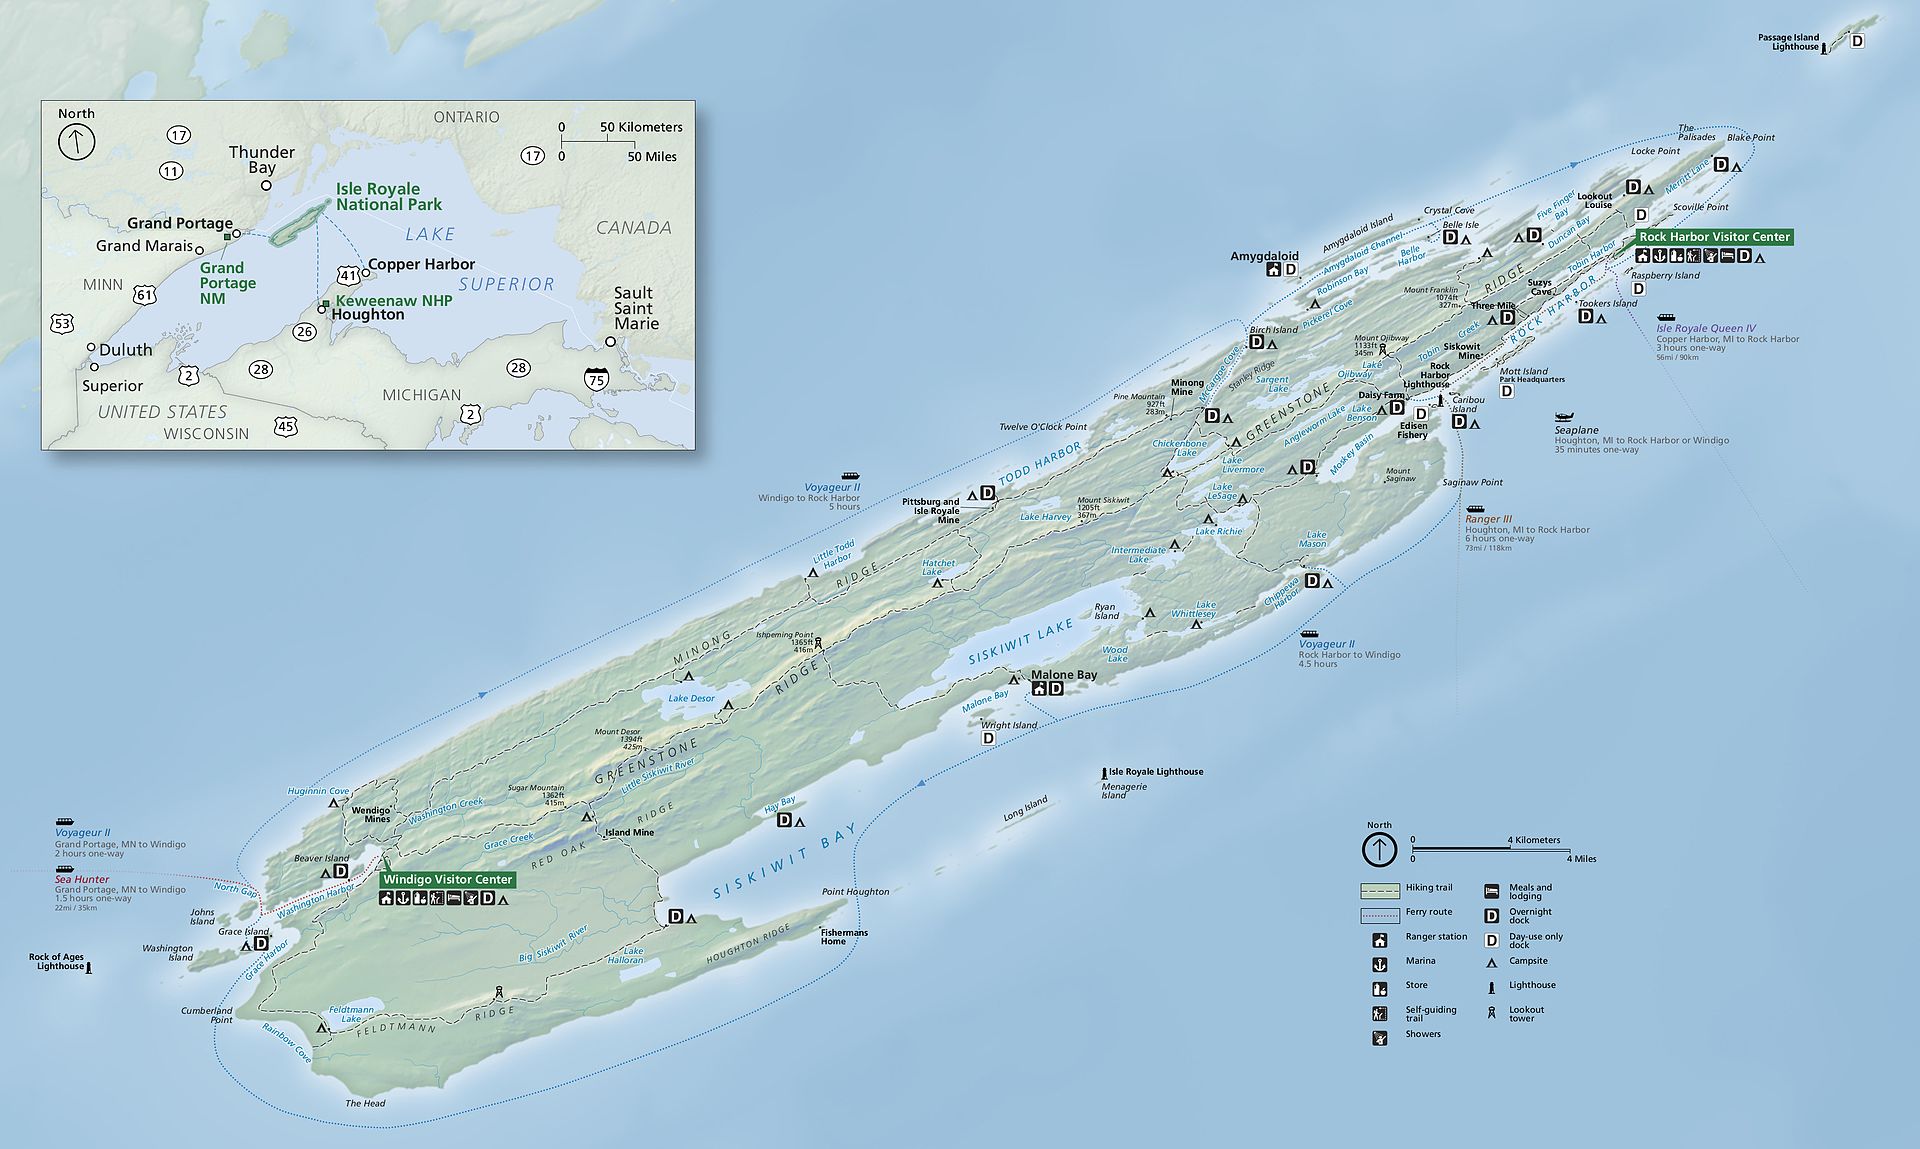 North
17
11
ONTARIO
0 50 Kilometers
0 50 Miles
17
Thunder
Bay
Isle Royale
National Park
Grand Portage
Grand Marais
LAKE
SUPERIOR
CANADA
Grand
Portage
NM
MINN
61
53
41
Copper Harbor
Keweenaw NHP
Houghton
26
Sault
Saint
Marie
Duluth
Superior
2
28
28
75
MICHIGAN
2
UNITED STATES
WISCONSIN
45
Passage Island
Lighthouse
D
The
Palisades
Blake Point
Locke Point
D
Merritt Lane
D
Lookout
Louise
D
Scoville Point
Five Finger
Bay
Duncan Bay
Crystal Cove
Belle Isle
D
D
Amygdaloid Island
Amygdaloid Channel
Belle
Harbor
Robinson Bay
Pickerel Cove
Amygdaloid
D
Rock Harbor Visitor Center
D
Tobin Harbor
Raspberry Island
D
Suzys
Cave
ROCK HARBOR
Tookers Island
D
Three Mile
D
Mount Franklin
1074ft
327m
RIDGE
Isle Royale Queen IV
Copper Harbor, MI to Rock Harbor
3 hours one-way
56mi / 90km
Birch Island
D
Mount Ojibway
1133ft
345m
Tobin Creek
Siskowit
Mine
Lake
Ojibway
Rock
Harbor
Lighthouse
Mott Island
Park Headquarters
D
McCargoe Cove
Stanley Ridge
Sargent
Lake
Minong
Mine
Pine Mountain
927ft
283m
D
GREENSTONE
Daisy Farm
D
D
Edisen
Fishery
Caribou
Island
D
Angleworm Lake
Lake
Benson
Moskey Basin
D
Seaplane
Houghton, MI to Rock Harbor or Windigo
35 minutes one-way
Twelve O'Clock Point
TODD HARBOR
Chickenbone
Lake
Lake
Livermore
Lake
LeSage
Mount
Saginaw
Saginaw Point
Voyageur II
Windigo to Rock Harbor
5 hours
D
Pittsburg and
Isle Royale
Mine
Lake Harvey
Mount Siskiwit
1205ft
367m
Lake Richie
Intermediate
Lake
Lake
Mason
Ranger III
Houghton, MI to Rock Harbor
6 hours one-way
73mi / 118km
Little Todd
Harbor
RIDGE
Hatchet
Lake
Chippewa
Harbor
D
Ryan
Island
Lake
Whittlesey
SISKIWIT LAKE
Wood
Lake
Voyageur II
Rock Harbor to Windigo
4.5 hours
Ishpeming Point
1365ft
416m
MINONG
RIDGE
Malone Bay
D
Malone Bay
Wright Island
D
Lake Desor
Mount Desor
1394ft
425m
GREENSTONE
Little Siskiwit River
Isle Royale Lighthouse
Menagerie
Island
Long Island
Sugar Mountain
1362ft
415m
Huginnin Cove
Wendigo
Mines
Washington Creek
RIDGE
Hay Bay
D
Island Mine
Grace Creek
RED OAK
SISKIWIT BAY
Voyageur II
Grand Portage, MN to Windigo
2 hours one-way
Sea Hunter
Grand Portage, MN to Windigo
1.5 hours one-way
22mi / 35km
Beaver Island
D
North Gap
Washington Harbor
Windigo Visitor Center
D
Johns
Island
Grace Island
D
Washington
Island
Grace Harbor
Rock of Ages
Lighthouse
D
Point Houghton
Fishermans
Home
HOUGHTON RIDGE
Big Siskiwit River
Lake
Halloran
Cumberland
Point
Feldtmann
Lake
FELDTMANN
RIDGE
Rainbow Cove
The Head
North
0 4 Kilometers
0 4 Miles
Hiking trail
Meals and
lodging
Ferry route
D
Overnight
dock
Ranger station
D
Day-use only
dock
Marina
Campsite
Store
Lighthouse
Self-guiding
trail
Lookout
tower
Showers